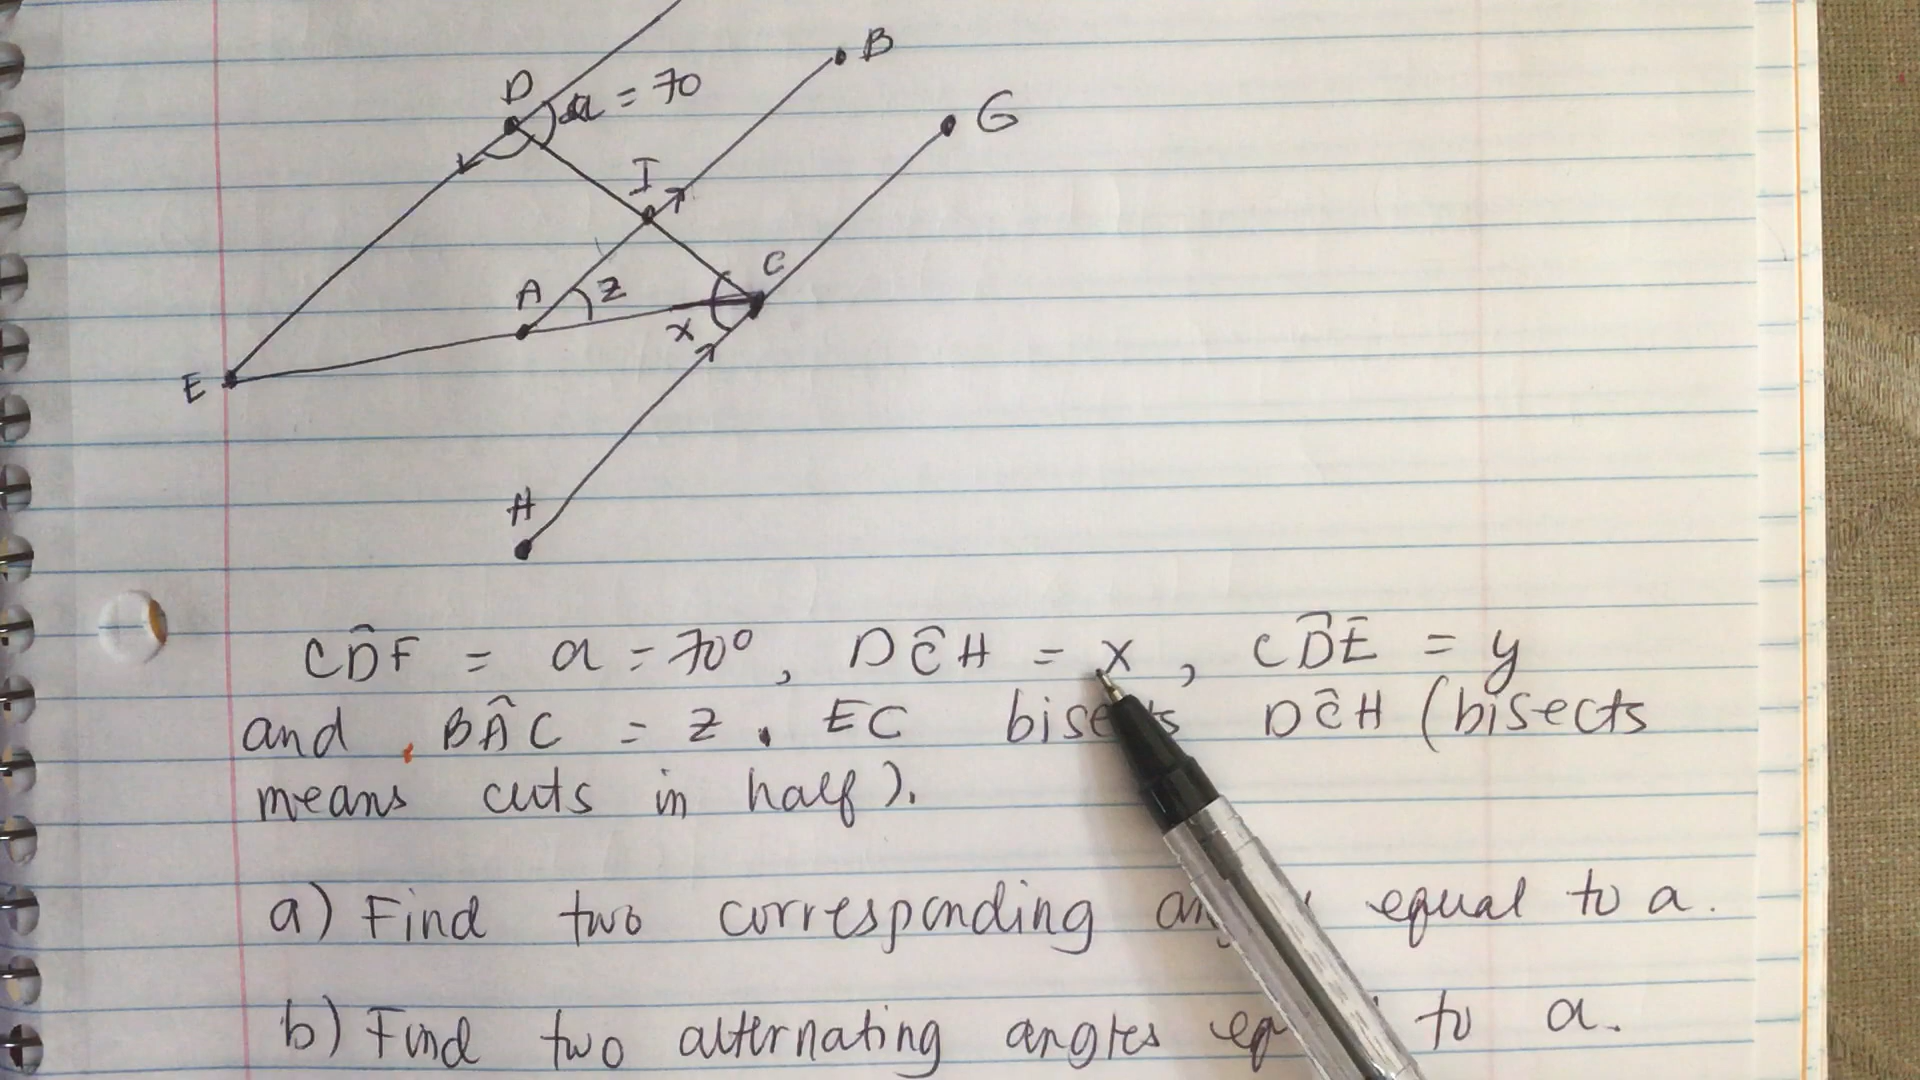 D
a = 70
B
G
I
C
A
z
x
E
H
CD̂F = a = 70°, DĈH = x, CD̂E = y
and BÂC = z. EC bisects DĈH (bisects
means cuts in half).
a) Find two corresponding equal to a.
b) Find two alternating angles to a.